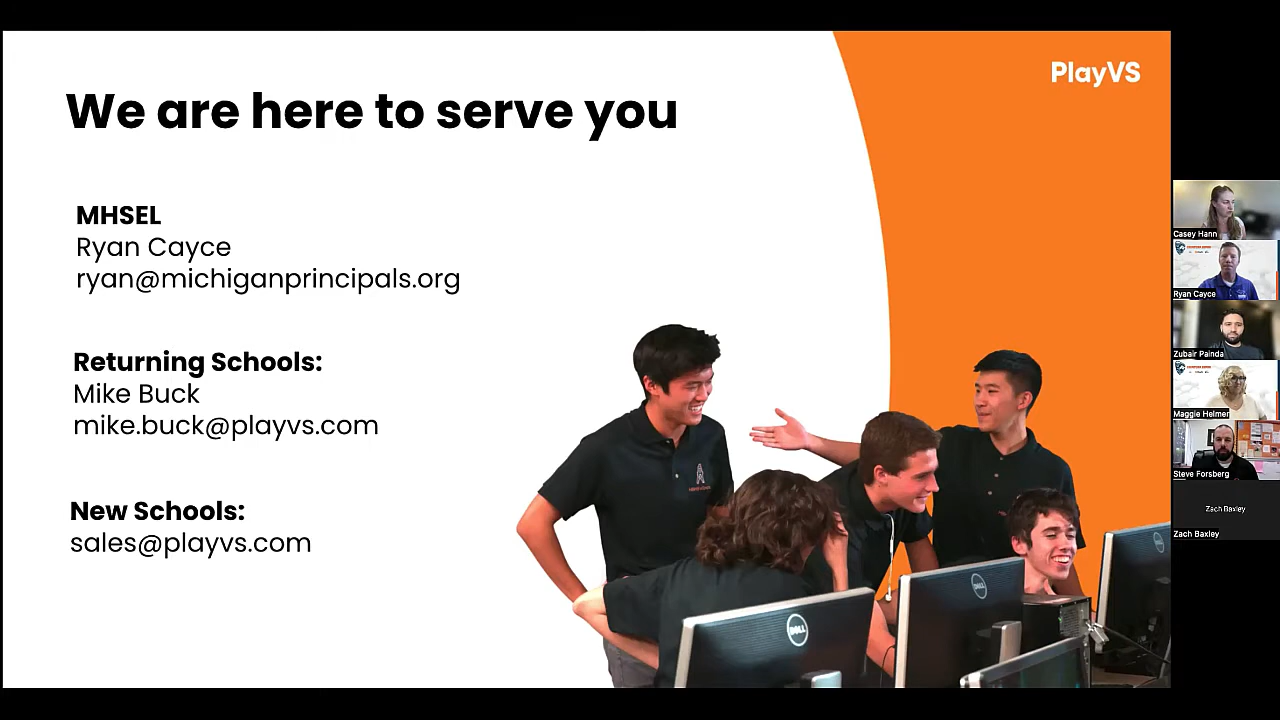 PlayVS
We are here to serve you
MHSEL
Ryan Cayce
ryan@michiganprincipals.org
Returning Schools:
Mike Buck
mike.buck@playvs.com
New Schools:
sales@playvs.com
DELL
DELL
Casey Hann
Ryan Cayce
Zubair Painda
Maggie Helmer
Steve Forsberg
Zach Baxley
Zach Baxley